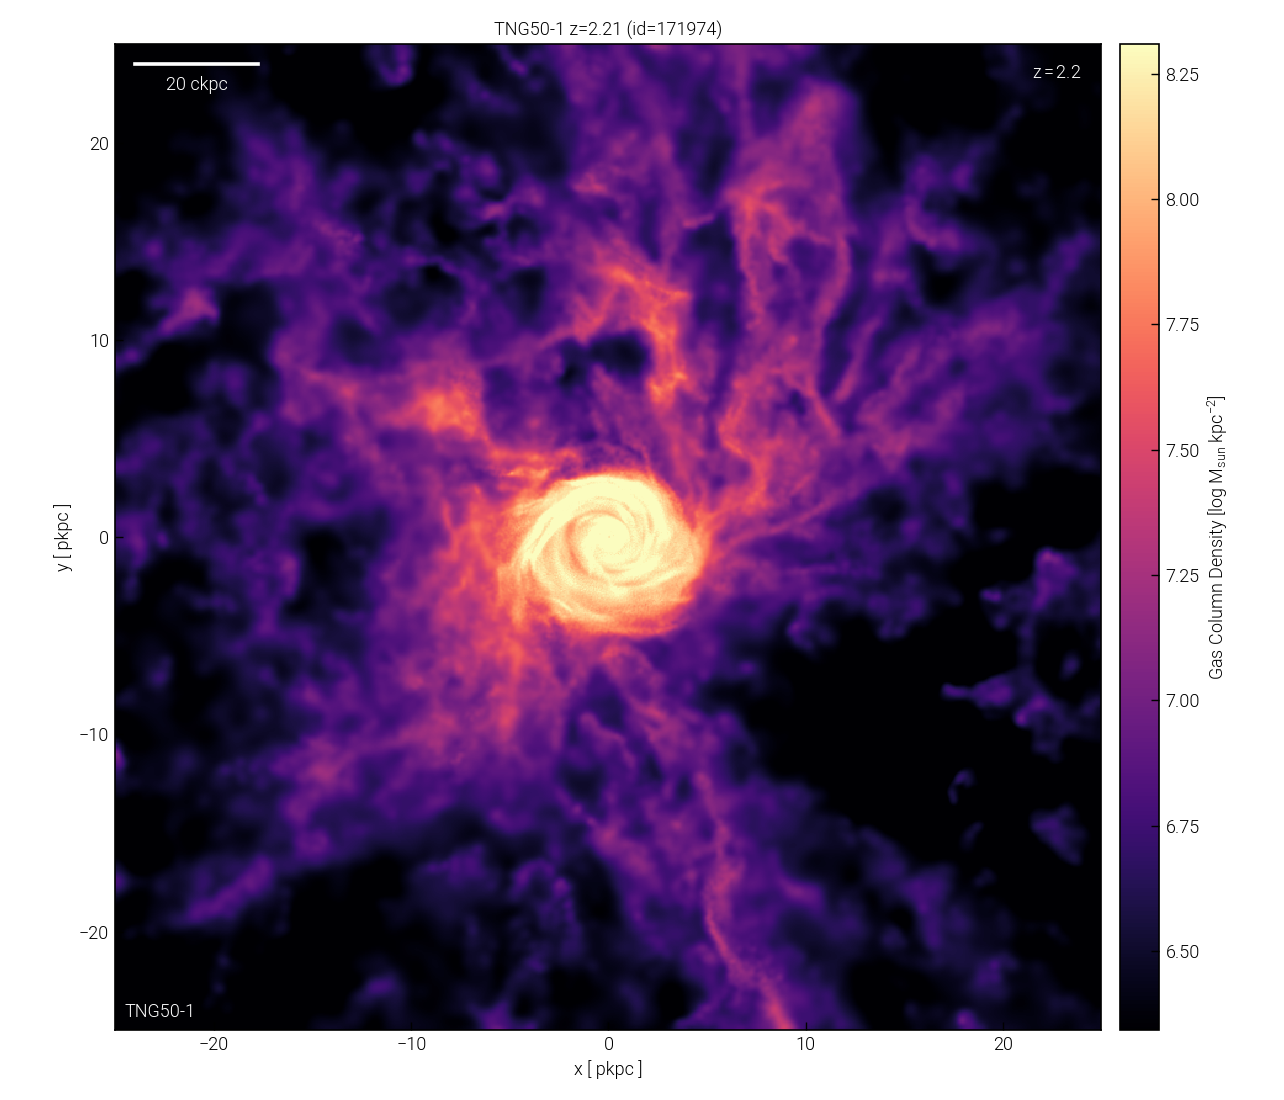 TNG50-1 z=2.21 (id=171974)
20 ckpc
z=2.2
TNG50-1
20
10
0
−10
−20
y [ pkpc ]
−20
−10
0
10
20
x [ pkpc ]
8.25
8.00
7.75
7.50
7.25
7.00
6.75
6.50
Gas Column Density [log M_sun kpc⁻²]